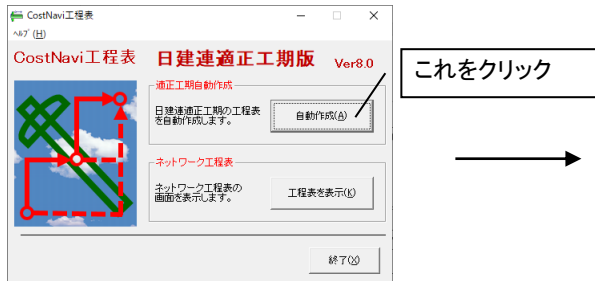 CostNavi工程表
ﾍﾙﾌﾟ(H)
CostNavi工程表 日建連適正工期版 Ver8.0
適正工期自動作成
日建連適正工期の工程表
を自動作成します。
自動作成(A)
ネットワーク工程表
ネットワーク工程表の
画面を表示します。
工程表を表示(K)
終了(X)
これをクリック